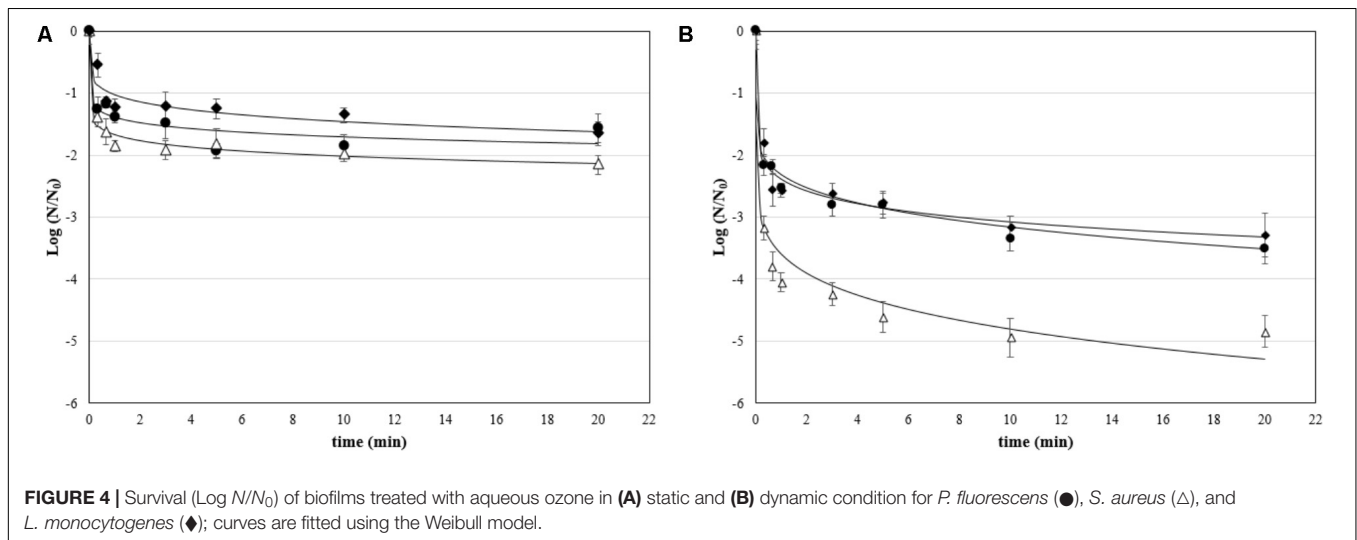 A
B
0
-1
-2
-3
-4
-5
-6
Log (N/N0)
0 2 4 6 8 10 12 14 16 18 20 22
time (min)
0
-1
-2
-3
-4
-5
-6
Log (N/N0)
0 2 4 6 8 10 12 14 16 18 20 22
time (min)
FIGURE 4 | Survival (Log N/N0) of biofilms treated with aqueous ozone in (A) static and (B) dynamic condition for P. fluorescens (●), S. aureus (△), and
L. monocytogenes (♦); curves are fitted using the Weibull model.